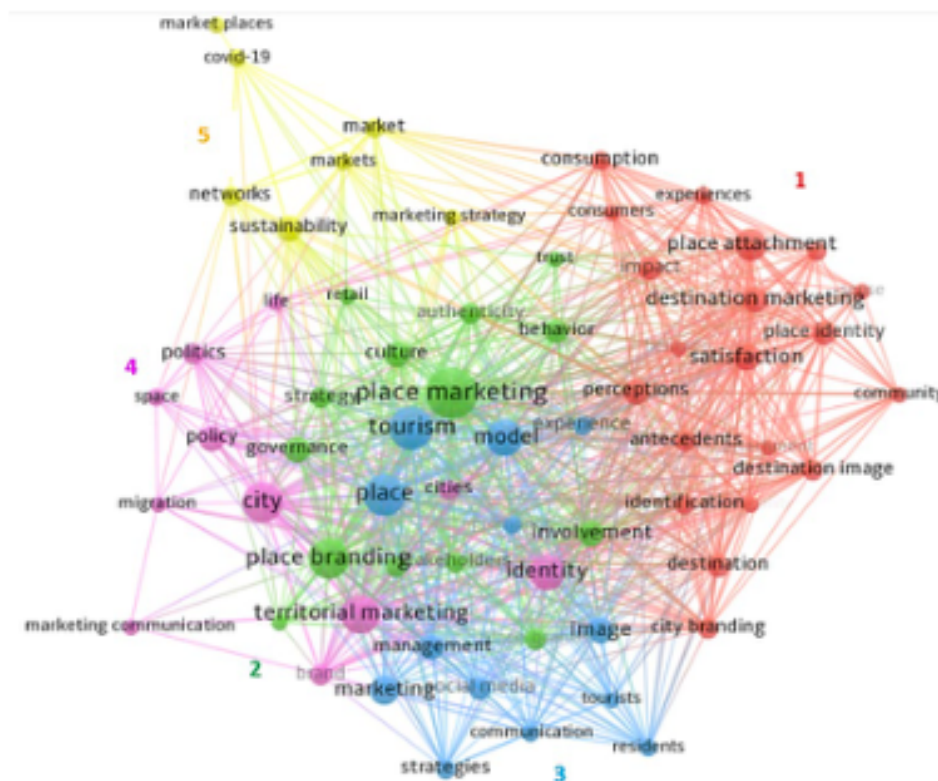 market places
covid-19
5
market
markets
consumption
1
networks
experiences
marketing strategy
consumers
sustainability
place attachment
trust
impact
life
retail
destination marketing
authenticity
behavior
place identity
politics
culture
satisfaction
4
space
strategy
place marketing
perceptions
community
tourism
model
experience
policy
governance
antecedents
destination image
place
cities
migration
city
identification
involvement
place branding
stakeholders
identity
destination
territorial marketing
marketing communication
image
city branding
management
2
brand
marketing
social media
tourists
communication
residents
strategies
3